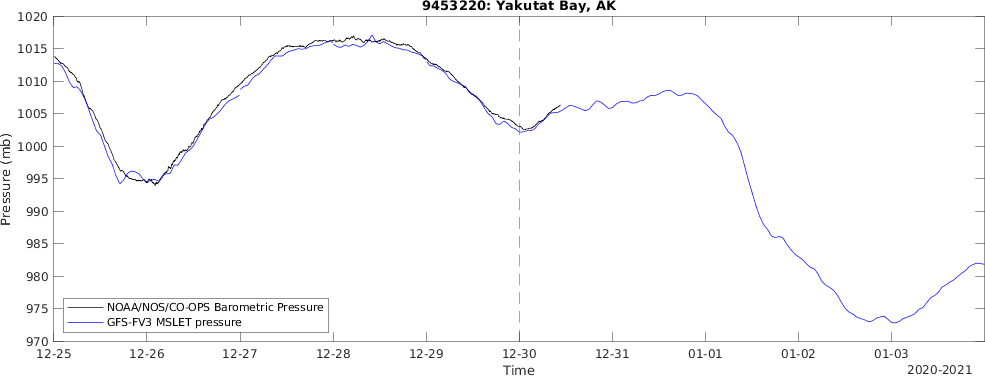 9453220: Yakutat Bay, AK
1020
1015
1010
1005
1000
995
990
985
980
975
970
Pressure (mb)
NOAA/NOS/CO-OPS Barometric Pressure
GFS-FV3 MSLET pressure
12-25 12-26 12-27 12-28 12-29 12-30 12-31 01-01 01-02 01-03
Time
2020-2021